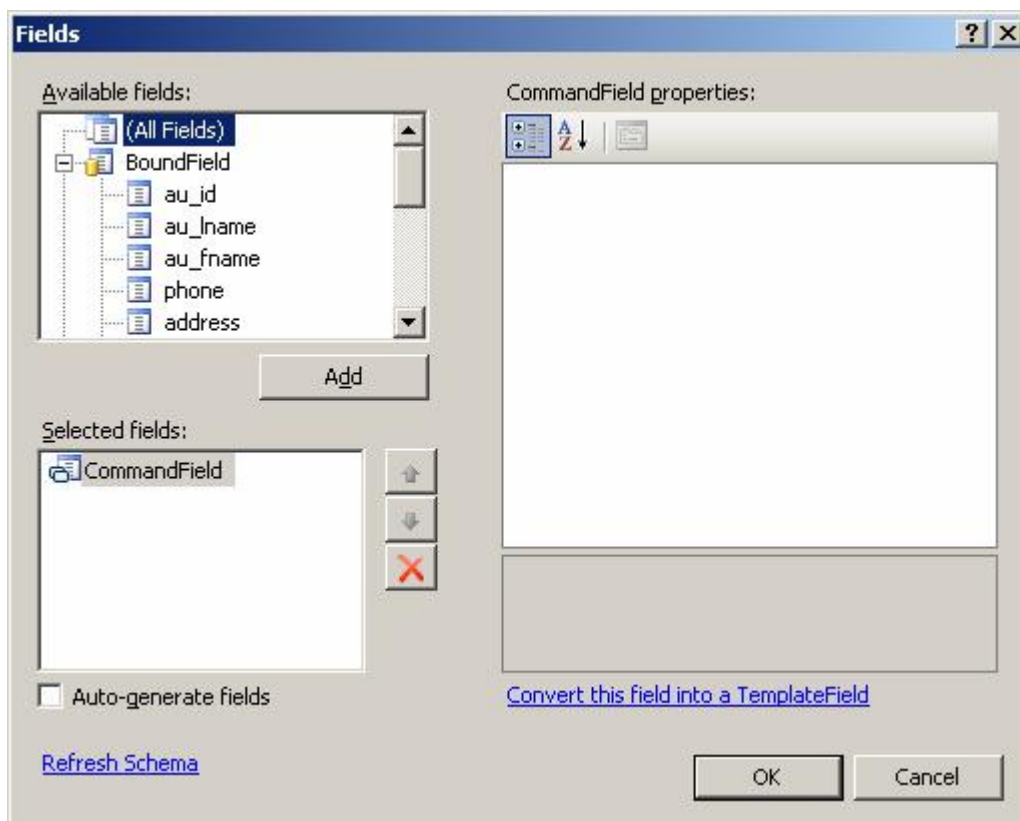 Fields
Available fields:
(All Fields)
BoundField
au_id
au_lname
au_fname
phone
address
Add
Selected fields:
CommandField
Auto-generate fields
Refresh Schema
CommandField properties:
A
Z
Convert this field into a TemplateField
OK
Cancel